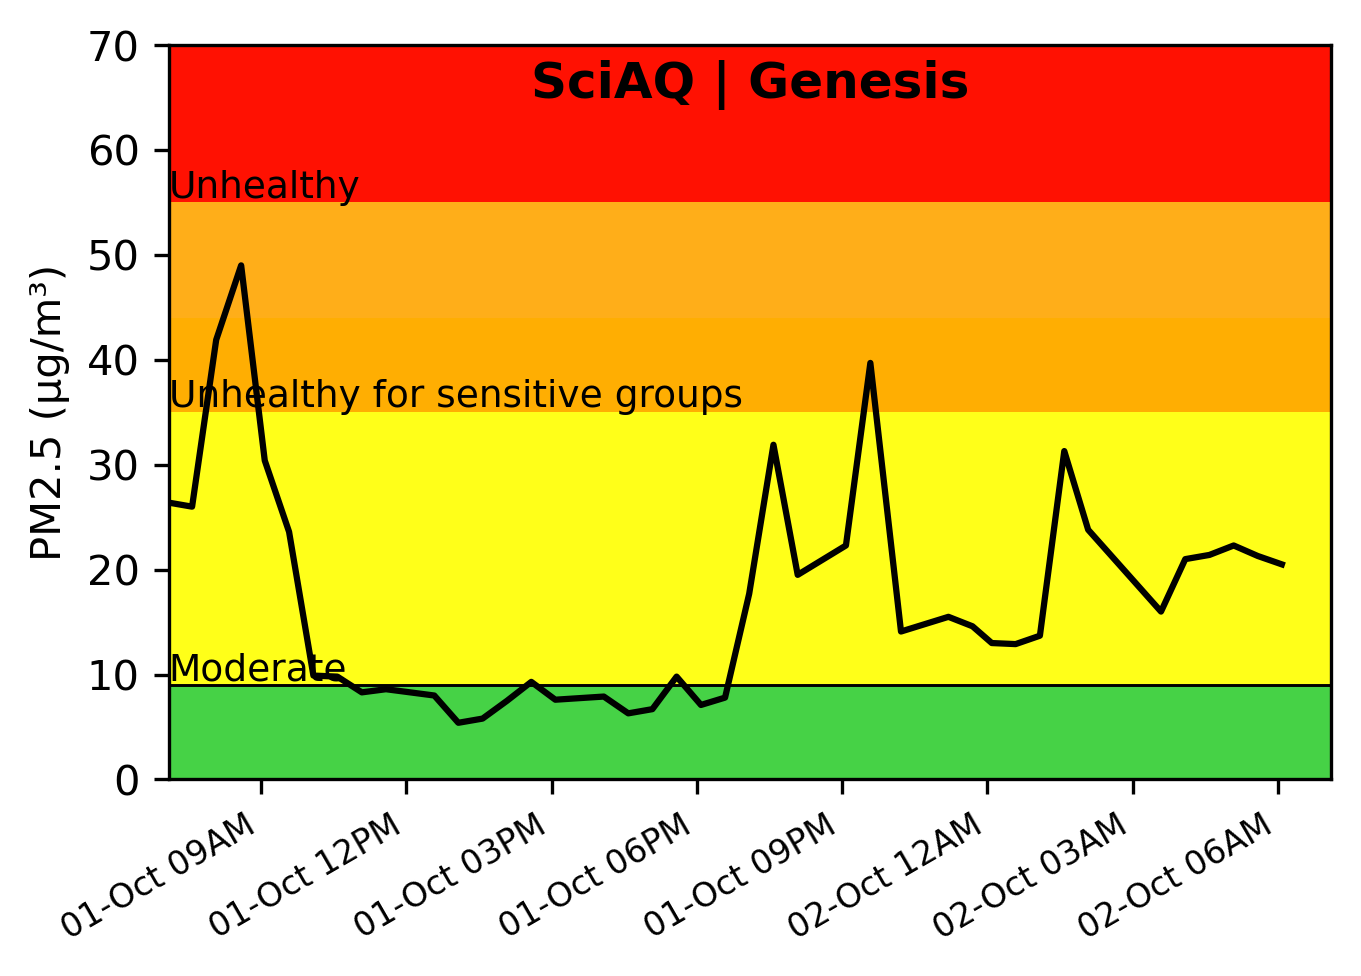 SciAQ | Genesis
70
60
50
40
30
20
10
0
PM2.5 (µg/m³)
Unhealthy
Unhealthy for sensitive groups
Moderate
01-Oct 09AM
01-Oct 12PM
01-Oct 03PM
01-Oct 06PM
01-Oct 09PM
02-Oct 12AM
02-Oct 03AM
02-Oct 06AM